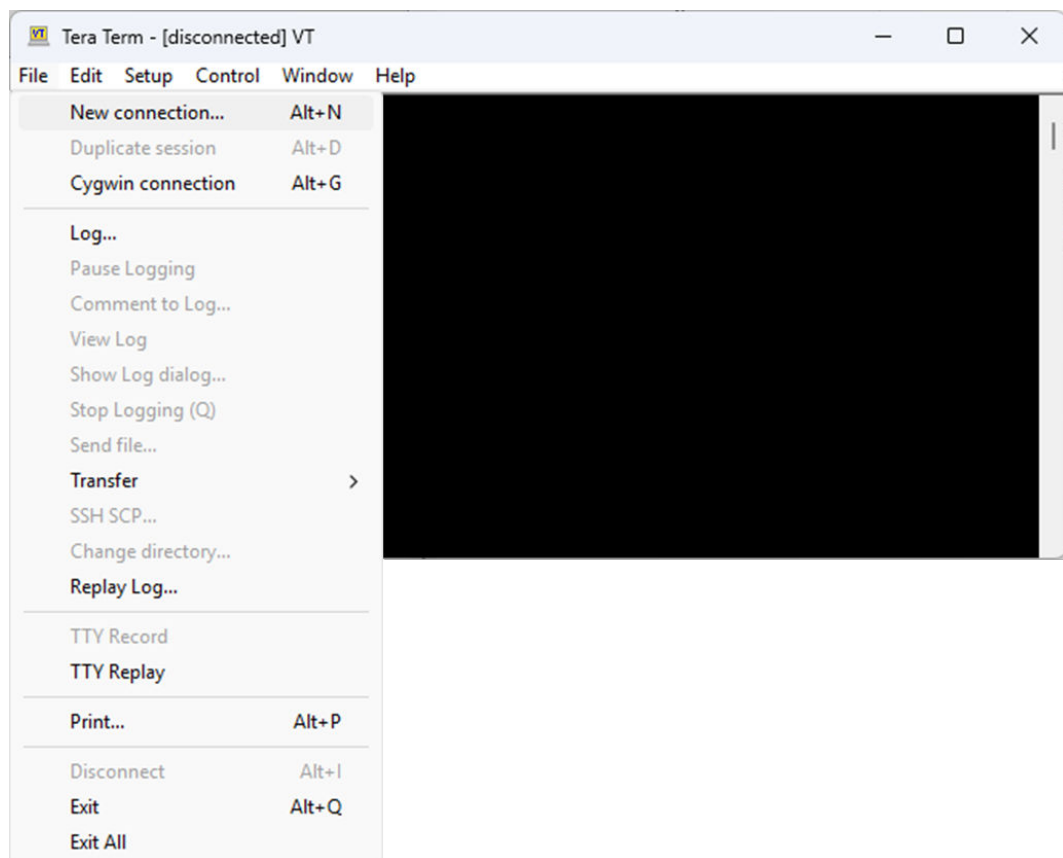 VT Tera Term - [disconnected] VT
File Edit Setup Control Window Help
New connection... Alt+N
Duplicate session Alt+D
Cygwin connection Alt+G
Log...
Pause Logging
Comment to Log...
View Log
Show Log dialog...
Stop Logging (Q)
Send file...
Transfer
SSH SCP...
Change directory...
Replay Log...
TTY Record
TTY Replay
Print... Alt+P
Disconnect Alt+I
Exit Alt+Q
Exit All